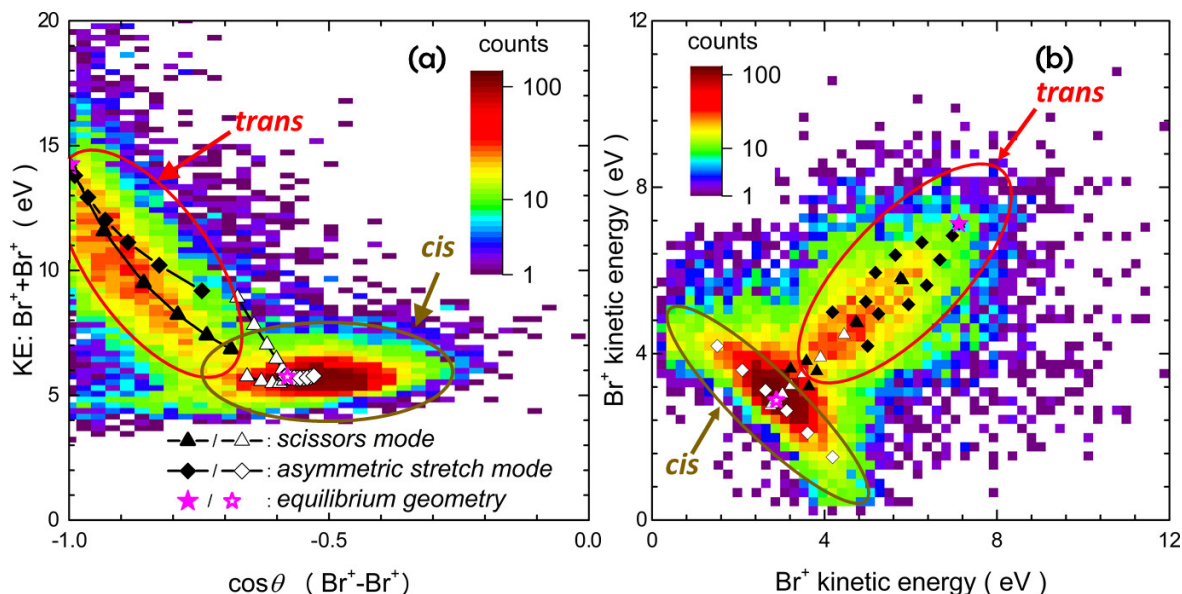 20
15
10
5
0
-1.0
-0.5
0.0
KE: Br⁺+Br⁺ ( eV )
cosθ ( Br⁺-Br⁺ )
(a)
counts
100
10
1
trans
cis
▲ / △ : scissors mode
◆ / ◇ : asymmetric stretch mode
★ / ☆ : equilibrium geometry
12
8
4
0
0
4
8
12
Br⁺ kinetic energy ( eV )
Br⁺ kinetic energy ( eV )
(b)
counts
100
10
1
trans
cis